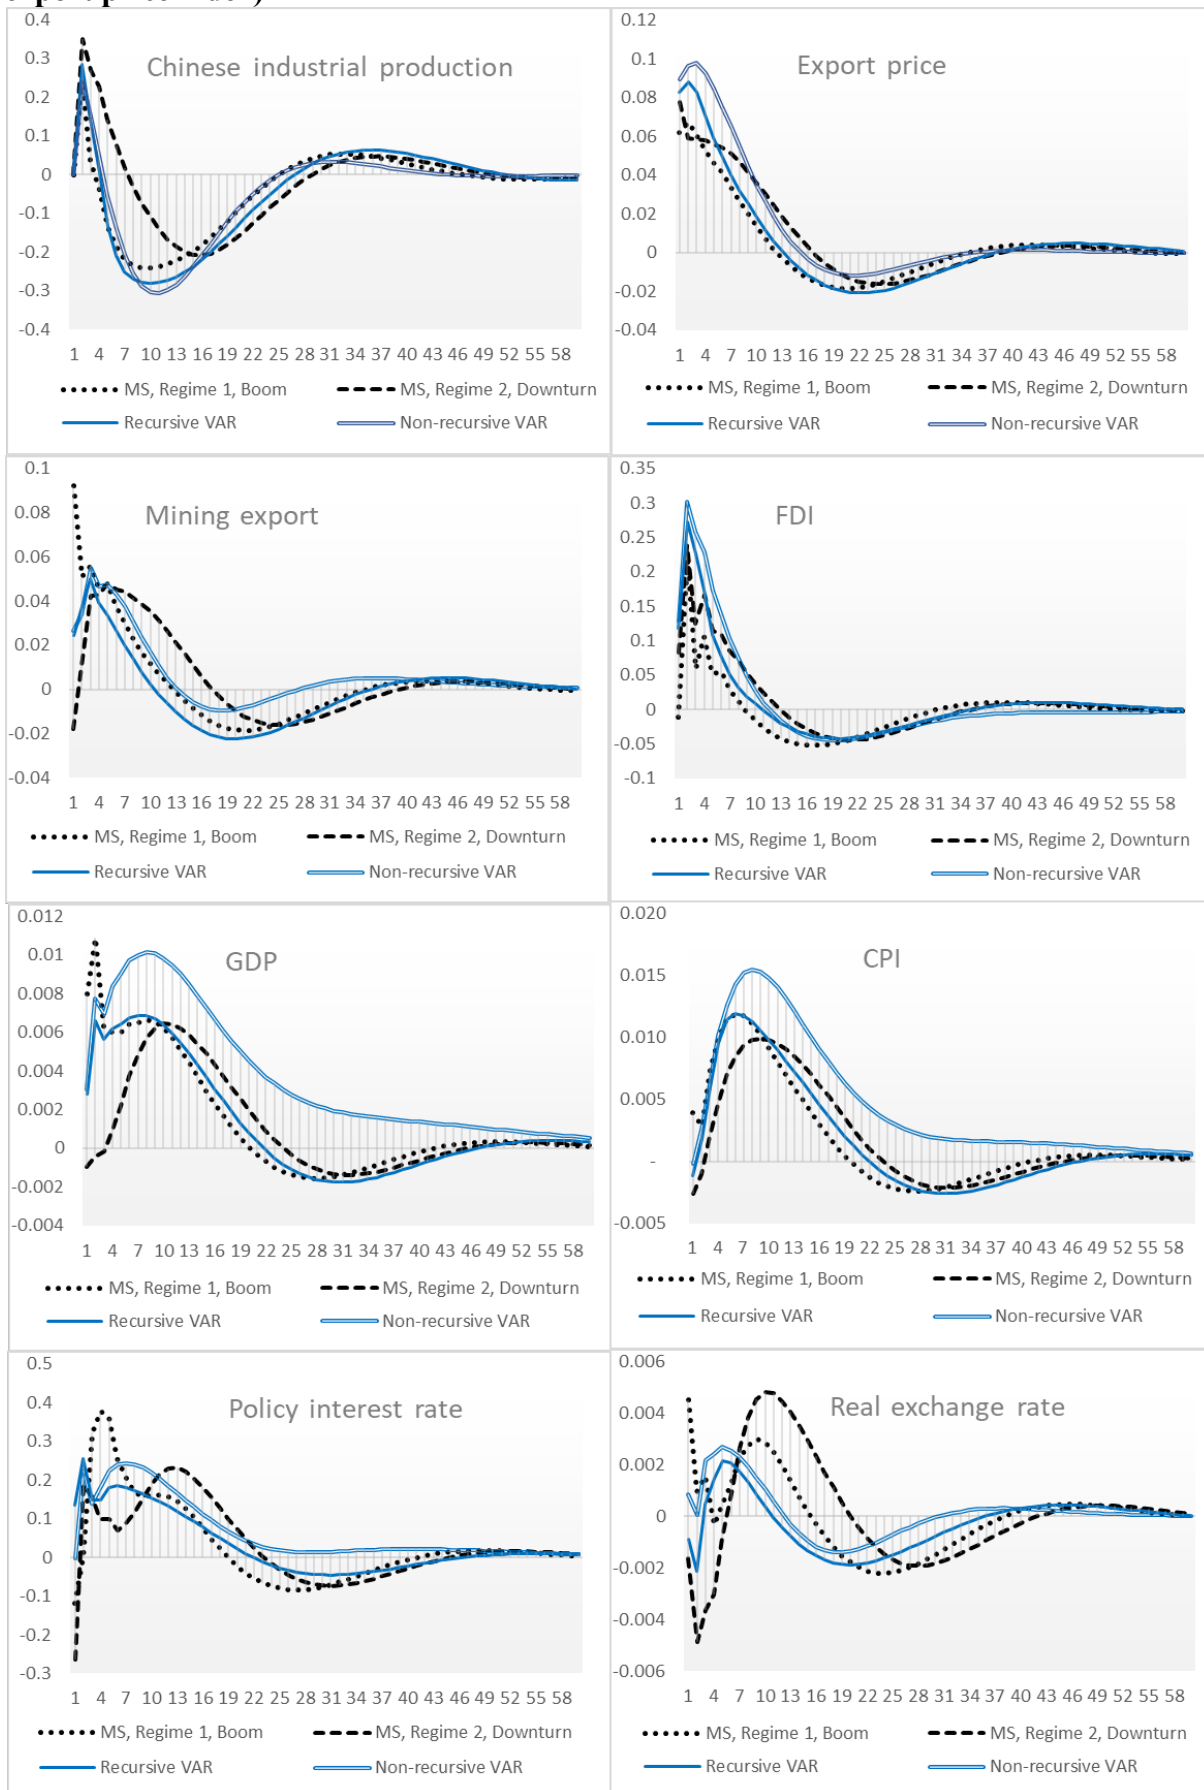 Chinese industrial production
0.4
0.3
0.2
0.1
0
-0.1
-0.2
-0.3
-0.4
1 4 7 10 13 16 19 22 25 28 31 34 37 40 43 46 49 52 55 58
MS, Regime 1, Boom
MS, Regime 2, Downturn
Recursive VAR
Non-recursive VAR
Export price
0.12
0.1
0.08
0.06
0.04
0.02
0
-0.02
-0.04
1 4 7 10 13 16 19 22 25 28 31 34 37 40 43 46 49 52 55 58
MS, Regime 1, Boom
MS, Regime 2, Downturn
Recursive VAR
Non-recursive VAR
Mining export
0.1
0.08
0.06
0.04
0.02
0
-0.02
-0.04
1 4 7 10 13 16 19 22 25 28 31 34 37 40 43 46 49 52 55 58
MS, Regime 1, Boom
MS, Regime 2, Downturn
Recursive VAR
Non-recursive VAR
FDI
0.35
0.3
0.25
0.2
0.15
0.1
0.05
0
-0.05
-0.1
1 4 7 10 13 16 19 22 25 28 31 34 37 40 43 46 49 52 55 58
MS, Regime 1, Boom
MS, Regime 2, Downturn
Recursive VAR
Non-recursive VAR
GDP
0.012
0.01
0.008
0.006
0.004
0.002
0
-0.002
-0.004
1 4 7 10 13 16 19 22 25 28 31 34 37 40 43 46 49 52 55 58
MS, Regime 1, Boom
MS, Regime 2, Downturn
Recursive VAR
Non-recursive VAR
CPI
0.020
0.015
0.010
0.005
-
-0.005
1 4 7 10 13 16 19 22 25 28 31 34 37 40 43 46 49 52 55 58
MS, Regime 1, Boom
MS, Regime 2, Downturn
Recursive VAR
Non-recursive VAR
Policy interest rate
0.5
0.4
0.3
0.2
0.1
0
-0.1
-0.2
-0.3
1 4 7 10 13 16 19 22 25 28 31 34 37 40 43 46 49 52 55 58
MS, Regime 1, Boom
MS, Regime 2, Downturn
Recursive VAR
Non-recursive VAR
Real exchange rate
0.006
0.004
0.002
0
-0.002
-0.004
-0.006
1 4 7 10 13 16 19 22 25 28 31 34 37 40 43 46 49 52 55 58
MS, Regime 1, Boom
MS, Regime 2, Downturn
Recursive VAR
Non-recursive VAR